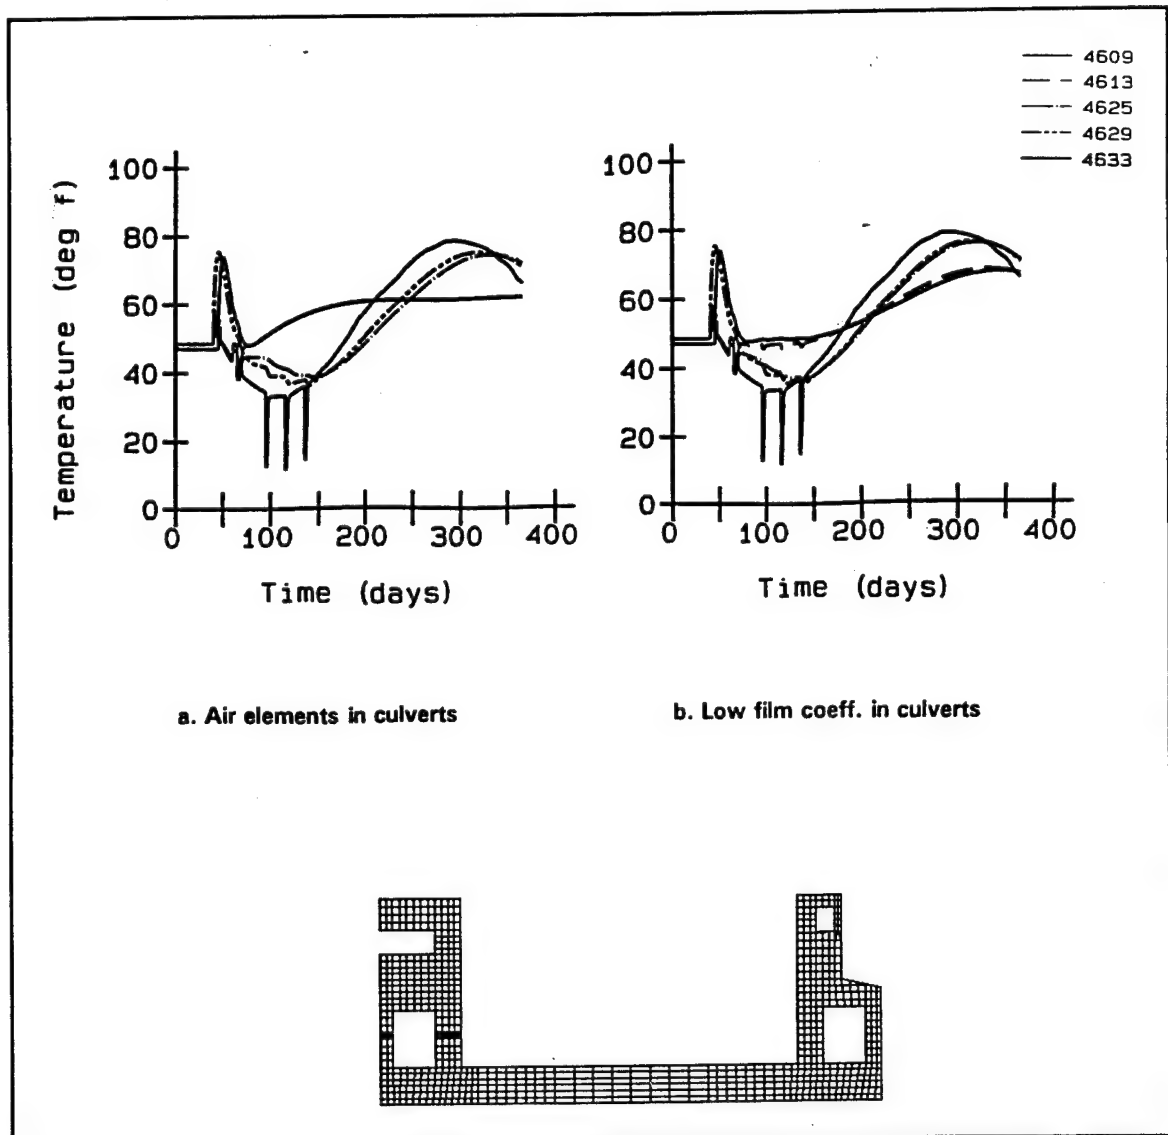 4609
4613
4625
4629
4633
Temperature (deg f)
100
80
60
40
20
0
0 100 200 300 400
Time (days)
100
80
60
40
20
0
0 100 200 300 400
Time (days)
a. Air elements in culverts
b. Low film coeff. in culverts